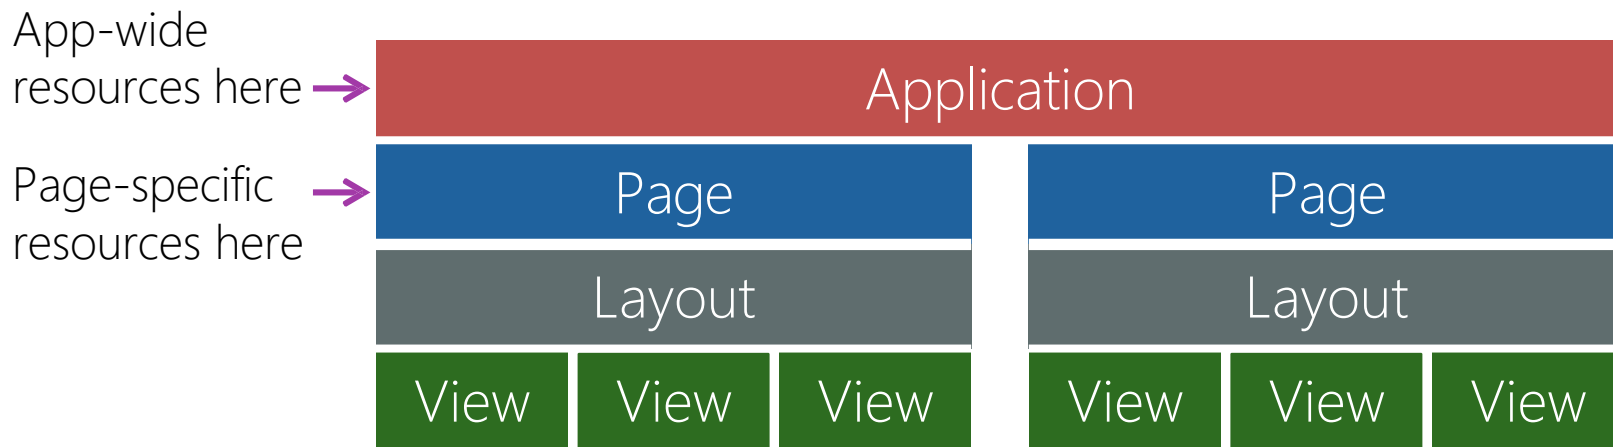 App-wide
resources here
Application
Page-specific
resources here
Page
Page
Layout
Layout
View
View
View
View
View
View